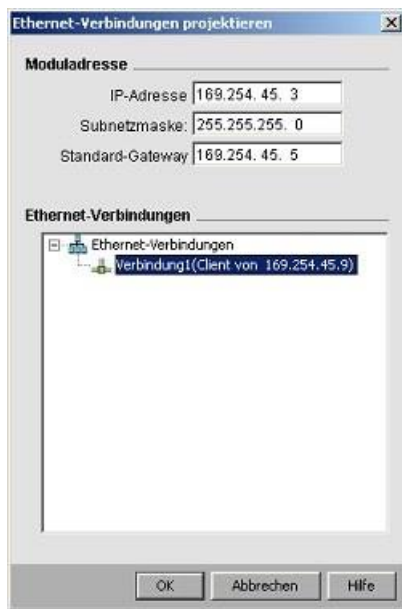 Ethernet-Verbindungen projektieren
Moduladresse
IP-Adresse 169.254. 45. 3
Subnetzmaske: 255.255.255. 0
Standard-Gateway 169.254. 45. 5
Ethernet-Verbindungen
Ethernet-Verbindungen
Verbindung1(Client von 169.254.45.9)
OK Abbrechen Hilfe